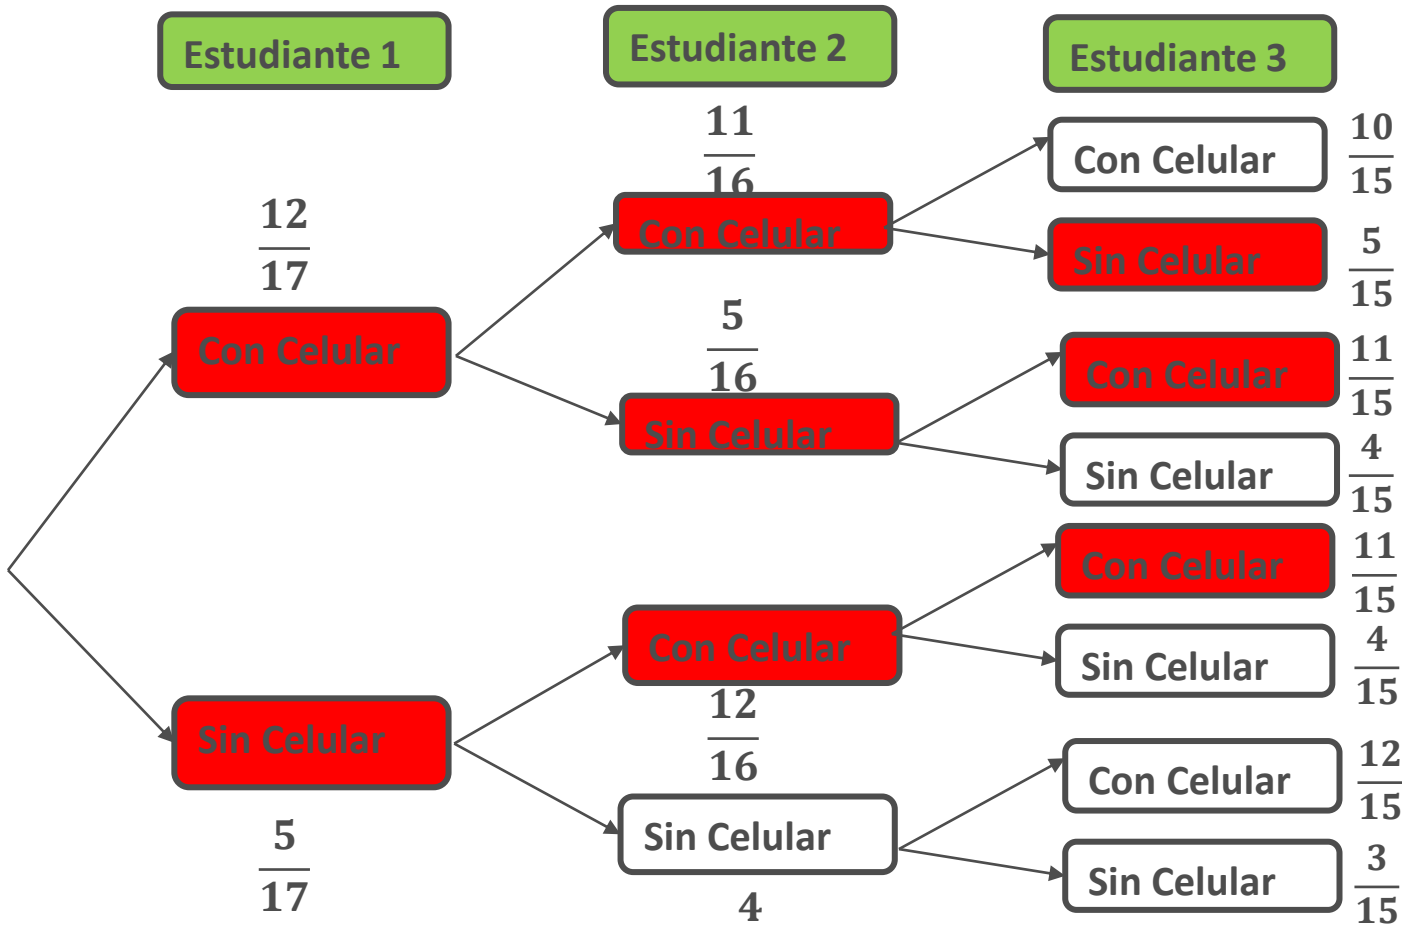 Estudiante 1
Estudiante 2
Estudiante 3
12
17
Con Celular
5
17
Sin Celular
11
16
Con Celular
5
16
Sin Celular
Con Celular
12
16
Sin Celular
4
Con Celular
10
15
Sin Celular
5
15
Con Celular
11
15
Sin Celular
4
15
Con Celular
11
15
Sin Celular
4
15
Con Celular
12
15
Sin Celular
3
15